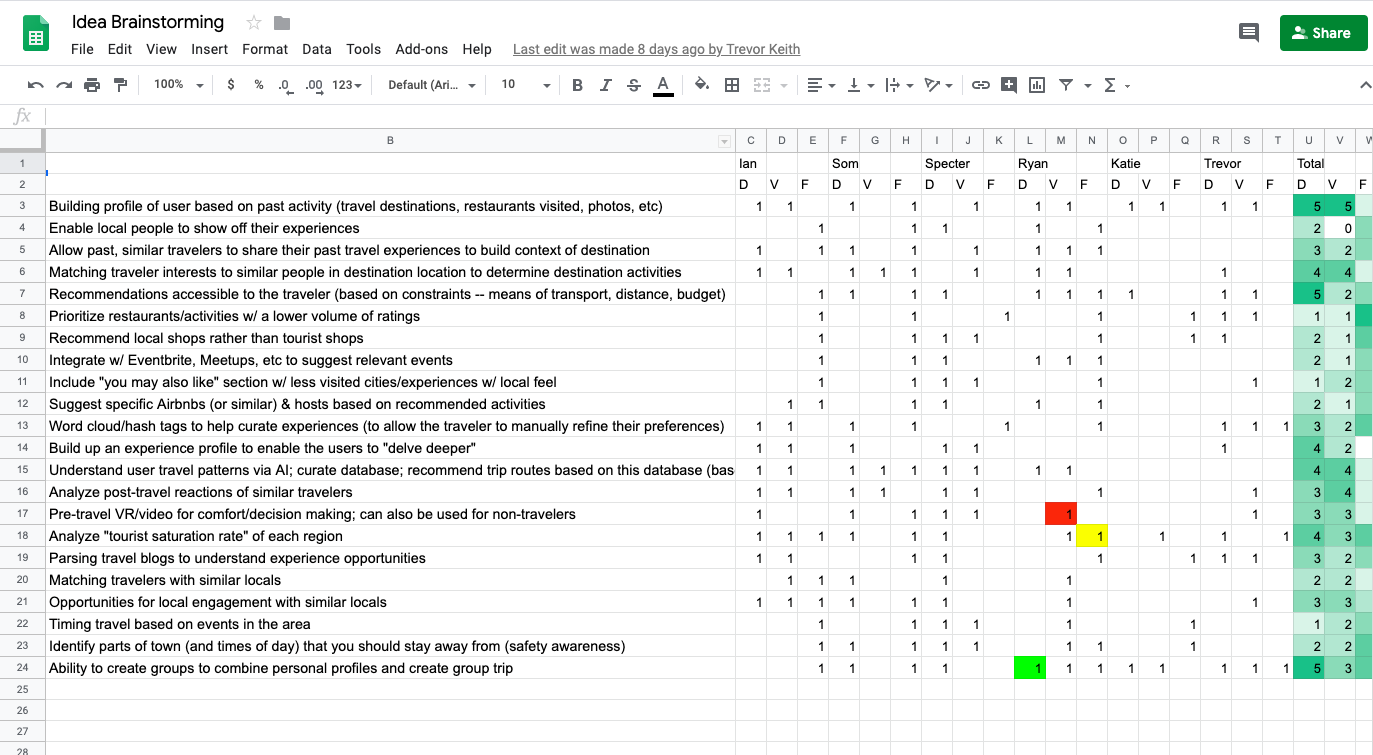 Idea Brainstorming
File Edit View Insert Format Data Tools Add-ons Help Last edit was made 8 days ago by Trevor Keith
Share
100% $ % .0 .00 123 Default (Ari... 10 B I S A
fx
B C D E F G H I J K L M N O P Q R S T U V W
1 Ian Som Specter Ryan Katie Trevor Total
2 D V F D V F D V F D V F D V F D V F D V F
3 Building profile of user based on past activity (travel destinations, restaurants visited, photos, etc) 1 1 1 1 1 1 1 1 1 1 1 5 5
4 Enable local people to show off their experiences 1 1 1 1 1 2 0
5 Allow past, similar travelers to share their past travel experiences to build context of destination 1 1 1 1 1 1 1 1 3 2
6 Matching traveler interests to similar people in destination location to determine destination activities 1 1 1 1 1 1 1 1 1 4 4
7 Recommendations accessible to the traveler (based on constraints -- means of transport, distance, budget) 1 1 1 1 1 1 1 1 1 1 5 2
8 Prioritize restaurants/activities w/ a lower volume of ratings 1 1 1 1 1 1 1 1 1
9 Recommend local shops rather than tourist shops 1 1 1 1 1 1 1 2 1
10 Integrate w/ Eventbrite, Meetups, etc to suggest relevant events 1 1 1 1 1 1 2 1
11 Include "you may also like" section w/ less visited cities/experiences w/ local feel 1 1 1 1 1 1 1 2
12 Suggest specific Airbnbs (or similar) & hosts based on recommended activities 1 1 1 1 1 1 2 1
13 Word cloud/hash tags to help curate experiences (to allow the traveler to manually refine their preferences) 1 1 1 1 1 1 1 1 1 3 2
14 Build up an experience profile to enable the users to "delve deeper" 1 1 1 1 1 1 4 2
15 Understand user travel patterns via AI; curate database; recommend trip routes based on this database (bas 1 1 1 1 1 1 1 1 1 4 4
16 Analyze post-travel reactions of similar travelers 1 1 1 1 1 1 1 1 3 4
17 Pre-travel VR/video for comfort/decision making; can also be used for non-travelers 1 1 1 1 1 1 1 3 3
18 Analyze "tourist saturation rate" of each region 1 1 1 1 1 1 1 1 1 1 1 4 3
19 Parsing travel blogs to understand experience opportunities 1 1 1 1 1 1 1 1 3 2
20 Matching travelers with similar locals 1 1 1 1 1 2 2
21 Opportunities for local engagement with similar locals 1 1 1 1 1 1 1 1 3 3
22 Timing travel based on events in the area 1 1 1 1 1 1 1 2
23 Identify parts of town (and times of day) that you should stay away from (safety awareness) 1 1 1 1 1 1 1 1 2 2
24 Ability to create groups to combine personal profiles and create group trip 1 1 1 1 1 1 1 1 1 1 1 1 5 3
25
26
27
28